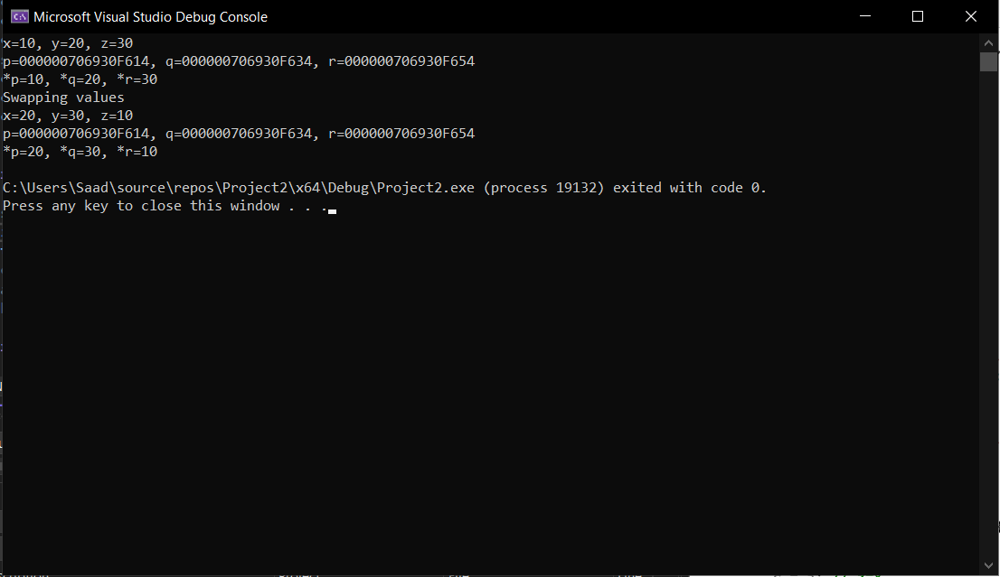 Microsoft Visual Studio Debug Console
x=10, y=20, z=30
p=000000706930F614, q=000000706930F634, r=000000706930F654
*p=10, *q=20, *r=30
Swapping values
x=20, y=30, z=10
p=000000706930F614, q=000000706930F634, r=000000706930F654
*p=20, *q=30, *r=10
C:\Users\Saad\source\repos\Project2\x64\Debug\Project2.exe (process 19132) exited with code 0.
Press any key to close this window . . .